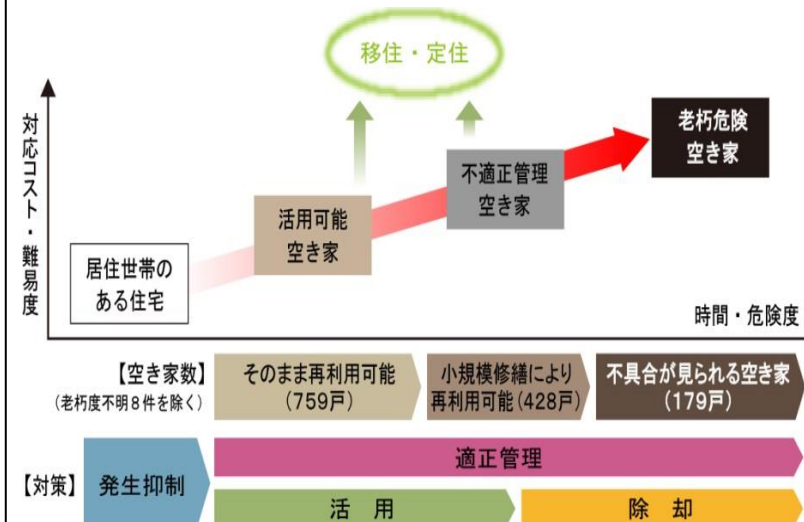 移住・定住
対応コスト・難易度
老朽危険
空き家
不適正管理
空き家
活用可能
空き家
居住世帯の
ある住宅
時間・危険度
【空き家数】
(老朽度不明8件を除く)
そのまま再利用可能
(759戸)
小規模修繕により
再利用可能(428戸)
不具合が見られる空き家
(179戸)
【対策】
発生抑制
適正管理
活 用
除 却